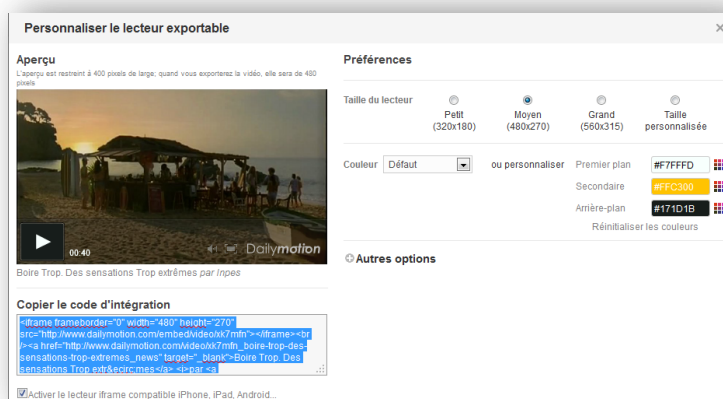 Personnaliser le lecteur exportable
Aperçu
L'aperçu est restreint à 400 pixels de large; quand vous exporterez la vidéo, elle sera de 480
pixels
00:40
Dailymotion
Boire Trop. Des sensations Trop extrêmes par Inpes
Copier le code d'intégration
<iframe frameborder="0" width="480" height="270"
src="http://www.dailymotion.com/embed/video/xk7mfn"></iframe><br
/><a href="http://www.dailymotion.com/video/xk7mfn_boire-trop-des-
sensations-trop-extremes_news" target="_blank">Boire Trop. Des
sensations Trop extr&ecirc;mes</a> <i>par <a
Activer le lecteur iframe compatible iPhone, iPad, Android...
Préférences
Taille du lecteur
Petit
(320x180)
Moyen
(480x270)
Grand
(560x315)
Taille
personnalisée
Couleur Défaut ou personnaliser Premier plan #F7FFFD
Secondaire #FFC300
Arrière-plan #171D1B
Réinitialiser les couleurs
Autres options